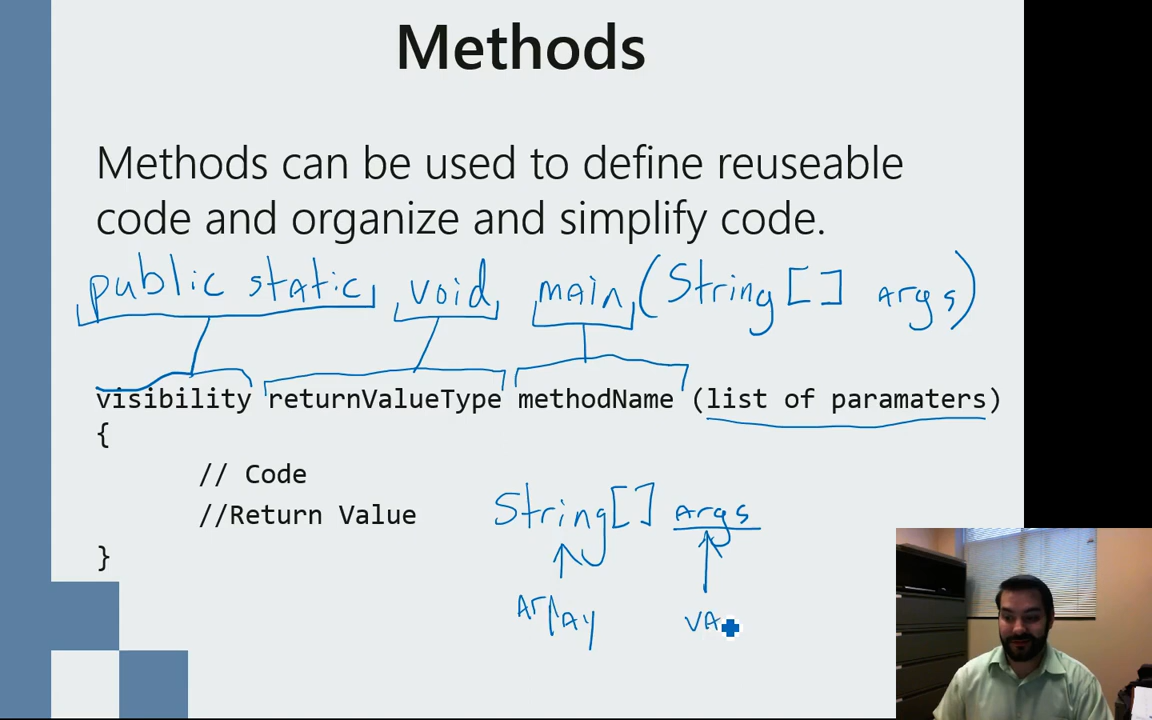 Methods
Methods can be used to define reuseable
code and organize and simplify code.
public static void main (String [] args)
visibility returnValueType methodName (list of paramaters)
{
// Code
//Return Value
String[] args
}
Array VA